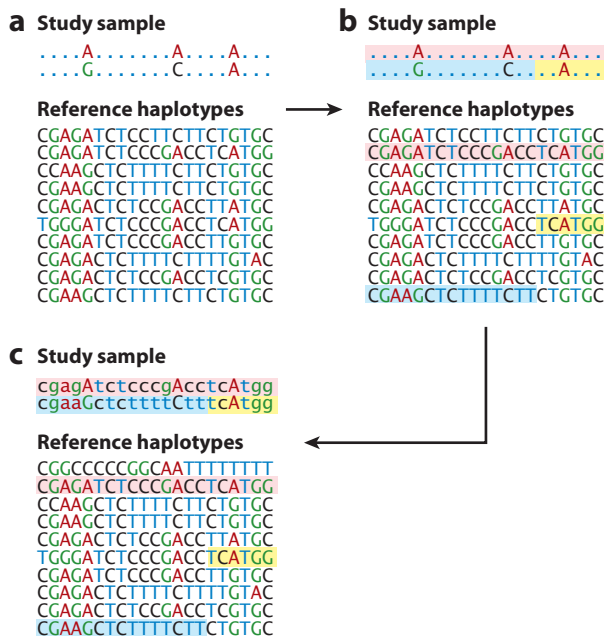 a Study sample
....A.......A....A...
....G.......C....A...
Reference haplotypes
CGAGATCTCCTTCTTCTGTGC
CGAGATCTCCCGACCTCATGG
CCAAGCTCTTTTCTTCTGTGC
CGAAGCTCTTTTCTTCTGTGC
CGAGACTCTCCGACCTTATGC
TGGGATCTCCCGACCTCATGG
CGAGATCTCCCGACCTTGTGC
CGAGACTCTTTTCTTTTGTAC
CGAGACTCTCCGACCTCGTGC
CGAAGCTCTTTTCTTCTGTGC
b Study sample
....A.......A....A...
....G.......C....A...
Reference haplotypes
CGAGATCTCCTTCTTCTGTGC
CGAGATCTCCCGACCTCATGG
CCAAGCTCTTTTCTTCTGTGC
CGAAGCTCTTTTCTTCTGTGC
CGAGACTCTCCGACCTTATGC
TGGGATCTCCCGACCTCATGG
CGAGATCTCCCGACCTTGTGC
CGAGACTCTTTTCTTTTGTAC
CGAGACTCTCCGACCTCGTGC
CGAAGCTCTTTTCTTCTGTGC
c Study sample
cgagAtctcccgAcctcAtgg
cgaaGctcttttCtttcAtgg
Reference haplotypes
CGGCCCCCGGCAATTTTTTTT
CGAGATCTCCCGACCTCATGG
CCAAGCTCTTTTCTTCTGTGC
CGAAGCTCTTTTCTTCTGTGC
CGAGACTCTCCGACCTTATGC
TGGGATCTCCCGACCTCATGG
CGAGATCTCCCGACCTTGTGC
CGAGACTCTTTTCTTTTGTAC
CGAGACTCTCCGACCTCGTGC
CGAAGCTCTTTTCTTCTGTGC